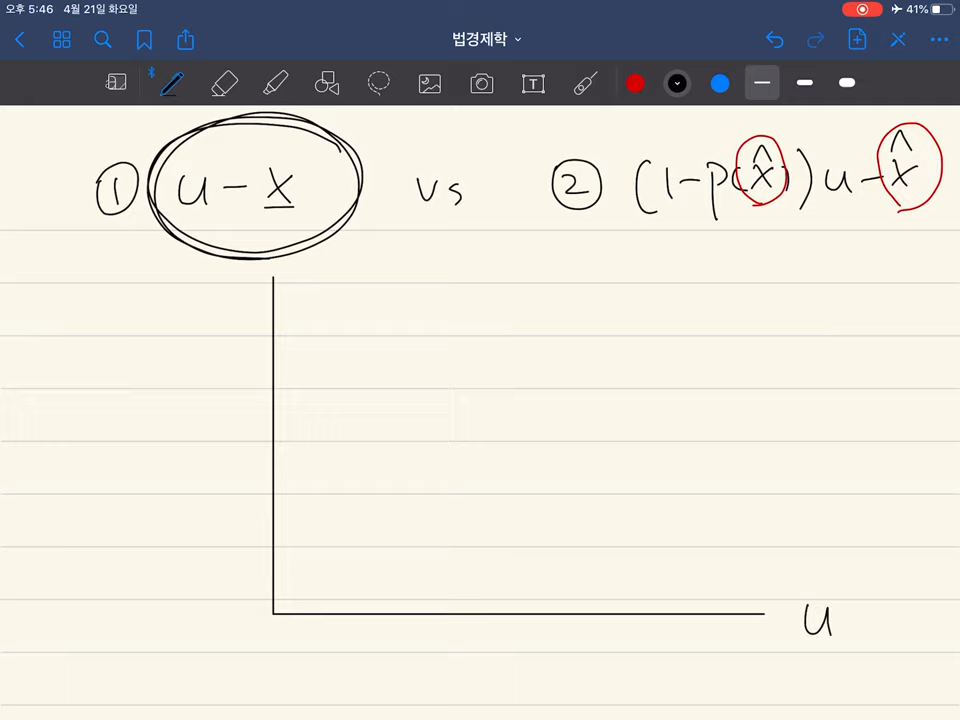 오후 5:46 4월 21일 화요일 41%
법경제학
T
① u - x vs ② (1-p(x̂))u - x̂
u